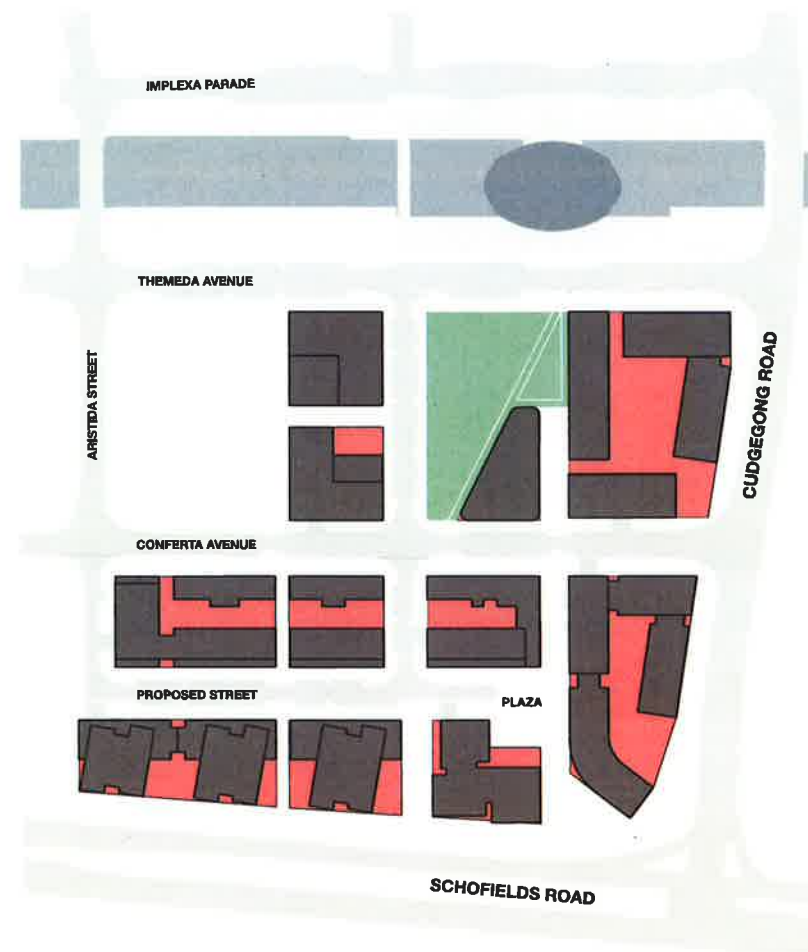 IMPLEXA PARADE
THEMEDA AVENUE
ARISTIDA STREET
CUDGEGONG ROAD
CONFERTA AVENUE
PROPOSED STREET
PLAZA
SCHOFIELDS ROAD